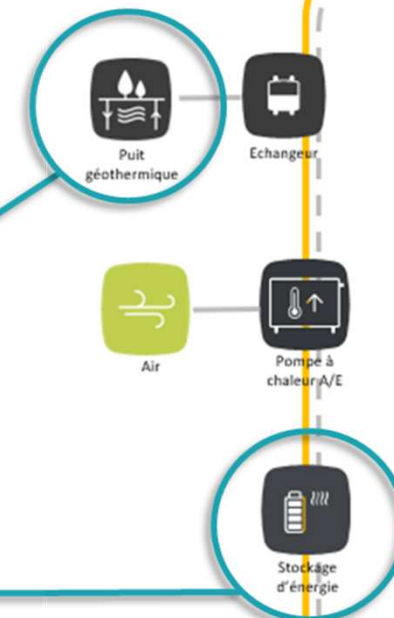 Puit
géothermique
Echangeur
Air
Pompe à
chaleur A/E
Stockage
d'énergie